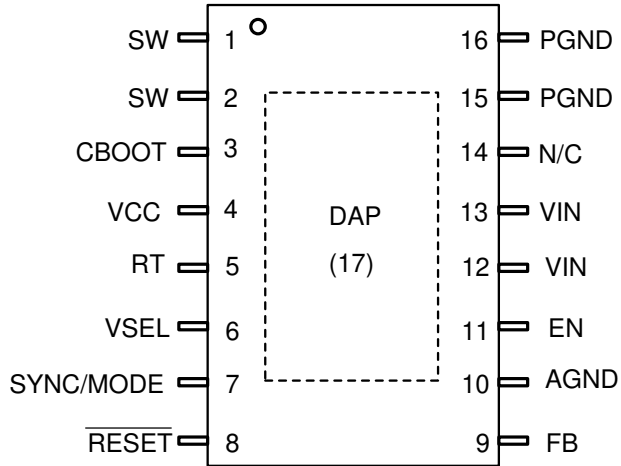 SW 1 16 PGND
SW 2 15 PGND
CBOOT 3 14 N/C
VCC 4 13 VIN
DAP
RT 5 12 VIN
(17)
VSEL 6 11 EN
SYNC/MODE 7 10 AGND
RESET 8 9 FB